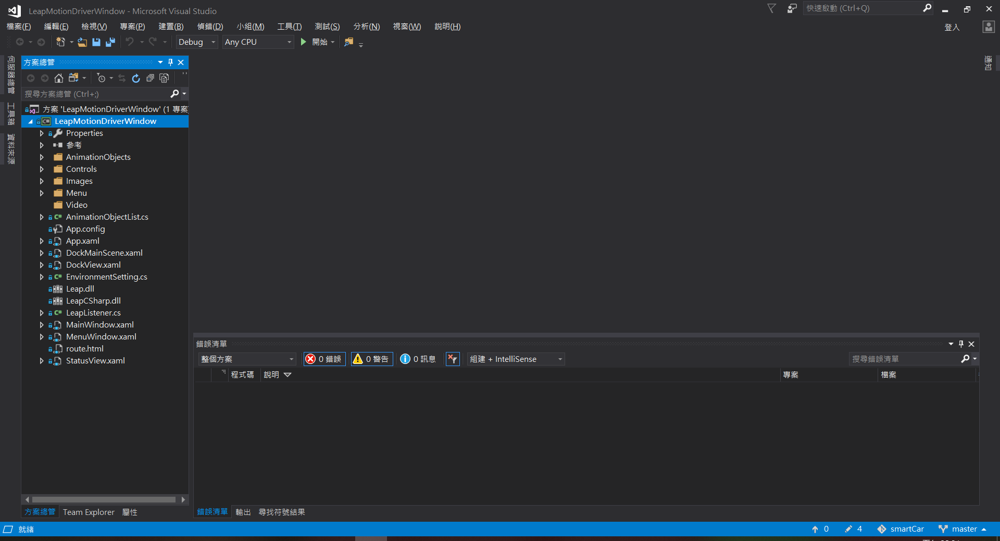 LeapMotionDriverWindow - Microsoft Visual Studio
快速啟動 (Ctrl+Q)
檔案(F) 編輯(E) 檢視(V) 專案(P) 建置(B) 偵錯(D) 小組(M) 工具(T) 測試(S) 分析(N) 視窗(W) 說明(H)
登入
Debug Any CPU 開始
伺服器總管
工具箱
資料來源
通知
方案總管
搜尋方案總管 (Ctrl+;)
方案 'LeapMotionDriverWindow' (1 專案
LeapMotionDriverWindow
Properties
參考
AnimationObjects
Controls
Images
Menu
Video
AnimationObjectList.cs
App.config
App.xaml
DockMainScene.xaml
DockView.xaml
EnvironmentSetting.cs
Leap.dll
LeapCSharp.dll
LeapListener.cs
MainWindow.xaml
MenuWindow.xaml
route.html
StatusView.xaml
方案總管 Team Explorer 屬性
錯誤清單
整個方案 0 錯誤 0 警告 0 訊息 組建 + IntelliSense 搜尋錯誤清單
程式碼 說明 專案 檔案
錯誤清單 輸出 尋找符號結果
就緒 0 4 smartCar master